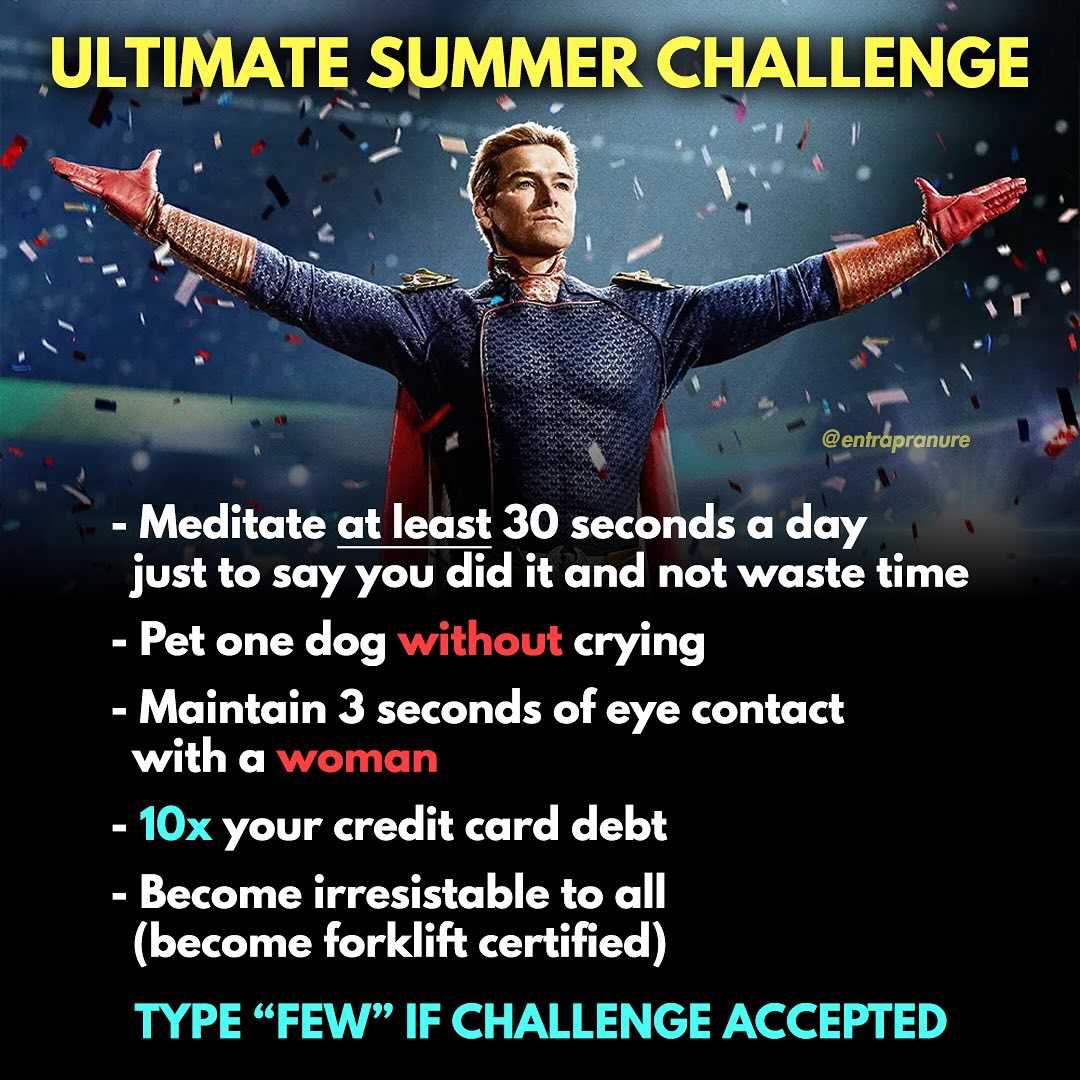 ULTIMATE SUMMER CHALLENGE
@entrapranure
- Meditate at least 30 seconds a day
just to say you did it and not waste time
- Pet one dog without crying
- Maintain 3 seconds of eye contact
with a woman
- 10x your credit card debt
- Become irresistable to all
(become forklift certified)
TYPE “FEW” IF CHALLENGE ACCEPTED